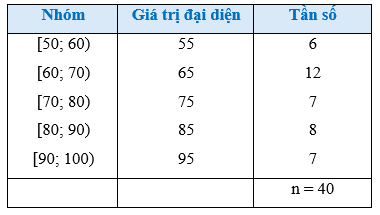 Nhóm Giá trị đại diện Tần số
[50; 60) 55 6
[60; 70) 65 12
[70; 80) 75 7
[80; 90) 85 8
[90; 100) 95 7
n = 40